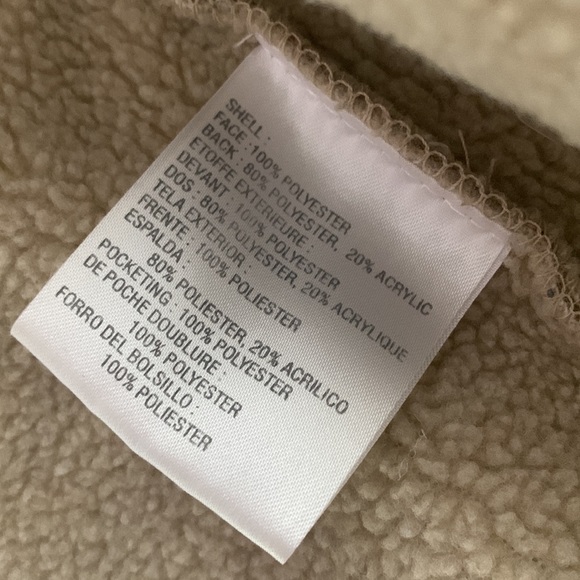 SHELL :
FACE : 100% POLYESTER
BACK : 80% POLYESTER, 20% ACRYLIC
ETOFFE EXTERIEURE :
DEVANT : 100% POLYESTER
DOS : 80% POLYESTER, 20% ACRYLIQUE
TELA EXTERIOR :
FRENTE : 100% POLIESTER
ESPALDA :
80% POLIESTER, 20% ACRILICO
POCKETING : 100% POLYESTER
DE POCHE DOUBLURE :
100% POLYESTER
FORRO DEL BOLSILLO :
100% POLIESTER